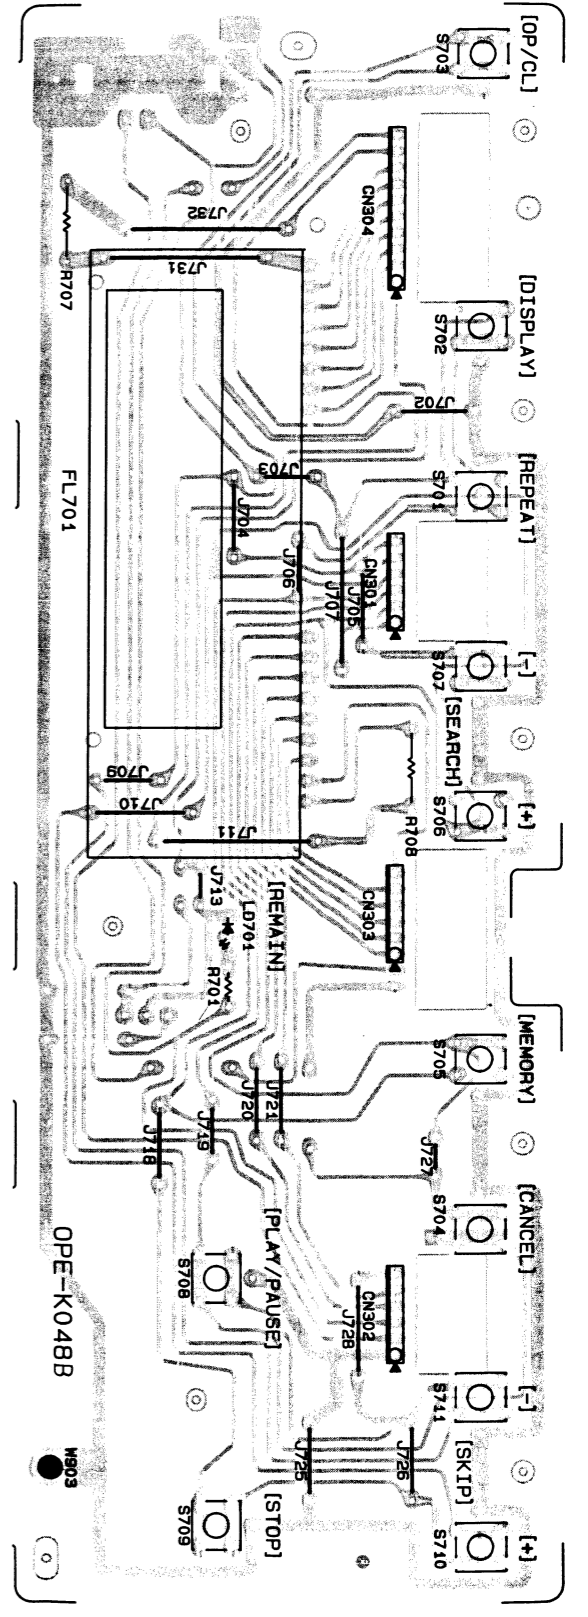 [OP/CL]
S703
CN304
J732
J731
R707
[DISPLAY]
S702
J702
FL701
J703
J704
[REPEAT]
S701
J706
J707
J705
CN301
[-]
S707
[SEARCH]
[+]
S706
R708
J709
J710
J711
J713
[REMAIN]
LD701
R701
CN303
[MEMORY]
S705
J720
J721
J718
J719
J727
[CANCEL]
S704
[PLAY/PAUSE]
S708
OPE-K048B
CN302
J728
[-]
S711
[SKIP]
J725
J726
W903
[STOP]
S709
S710
[+]